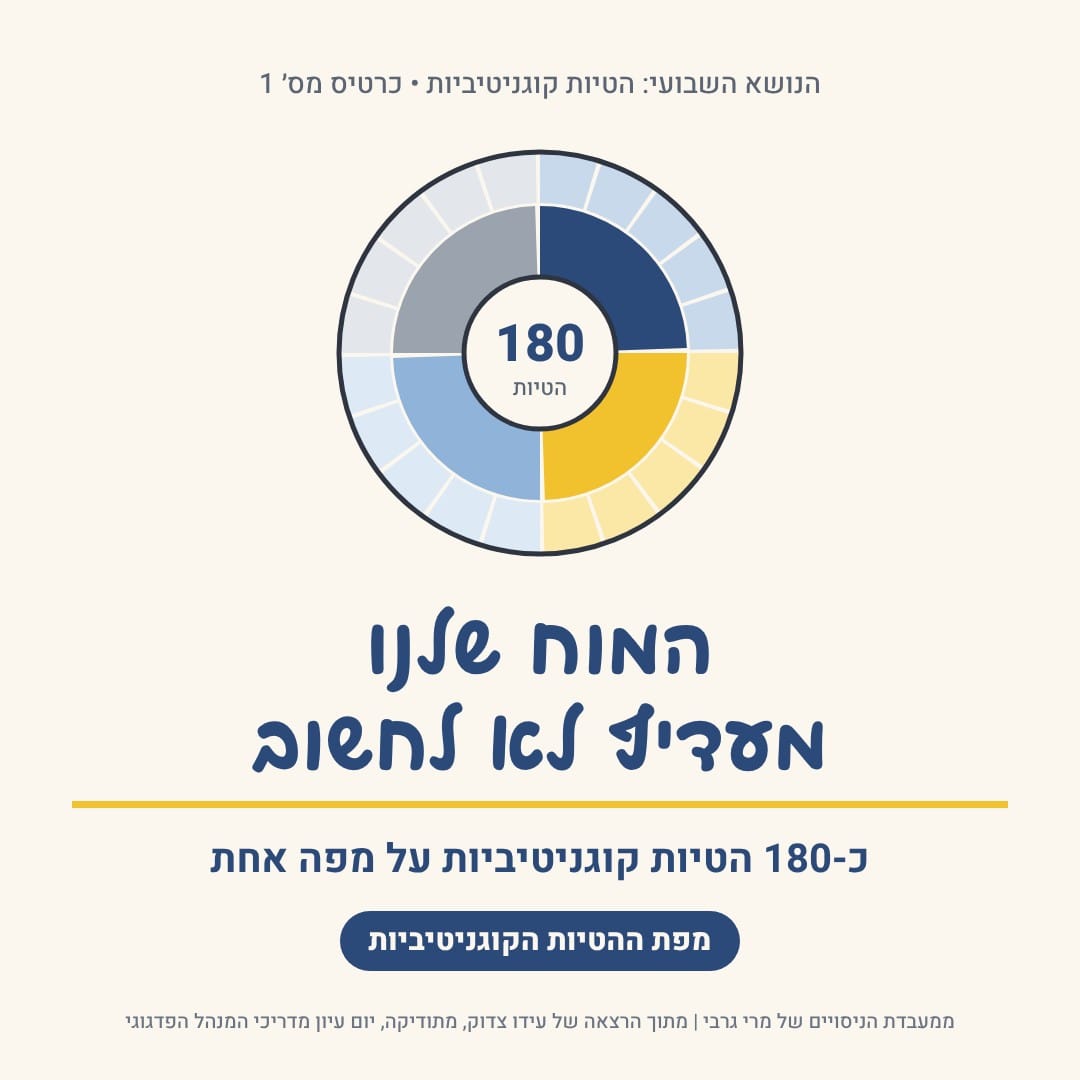 הנושא השבועי: הטיות קוגניטיביות • כרטיס מס׳ 1
180
הטיות
המוח שלנו
מעדיף לא לחשוב
כ-180 הטיות קוגניטיביות על מפה אחת
מפת ההטיות הקוגניטיביות
ממעבדת הניסויים של מרי גרבי | מתוך הרצאה של עידו צדוק, מתודיקה, יום עיון מדריכי המנהל הפדגוגי